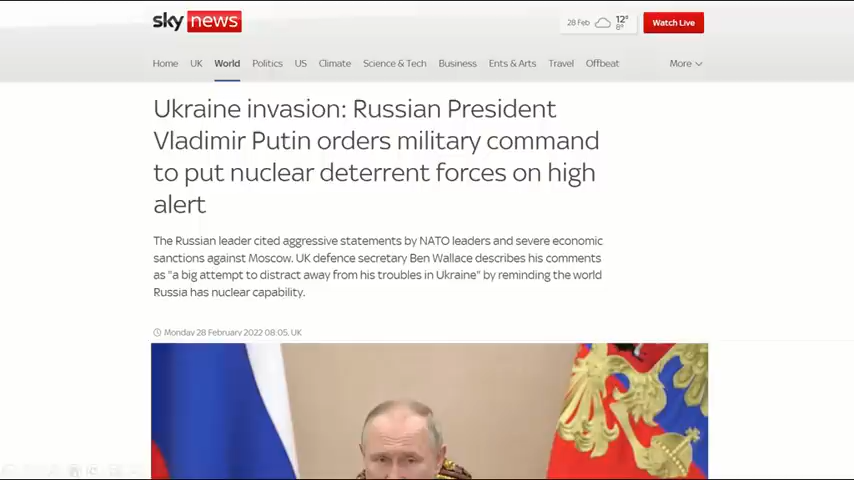 sky news
28 Feb 12° 8° Watch Live
Home UK World Politics US Climate Science & Tech Business Ents & Arts Travel Offbeat More
Ukraine invasion: Russian President
Vladimir Putin orders military command
to put nuclear deterrent forces on high
alert
The Russian leader cited aggressive statements by NATO leaders and severe economic
sanctions against Moscow. UK defence secretary Ben Wallace describes his comments
as "a big attempt to distract away from his troubles in Ukraine" by reminding the world
Russia has nuclear capability.
Monday 28 February 2022 08:05, UK